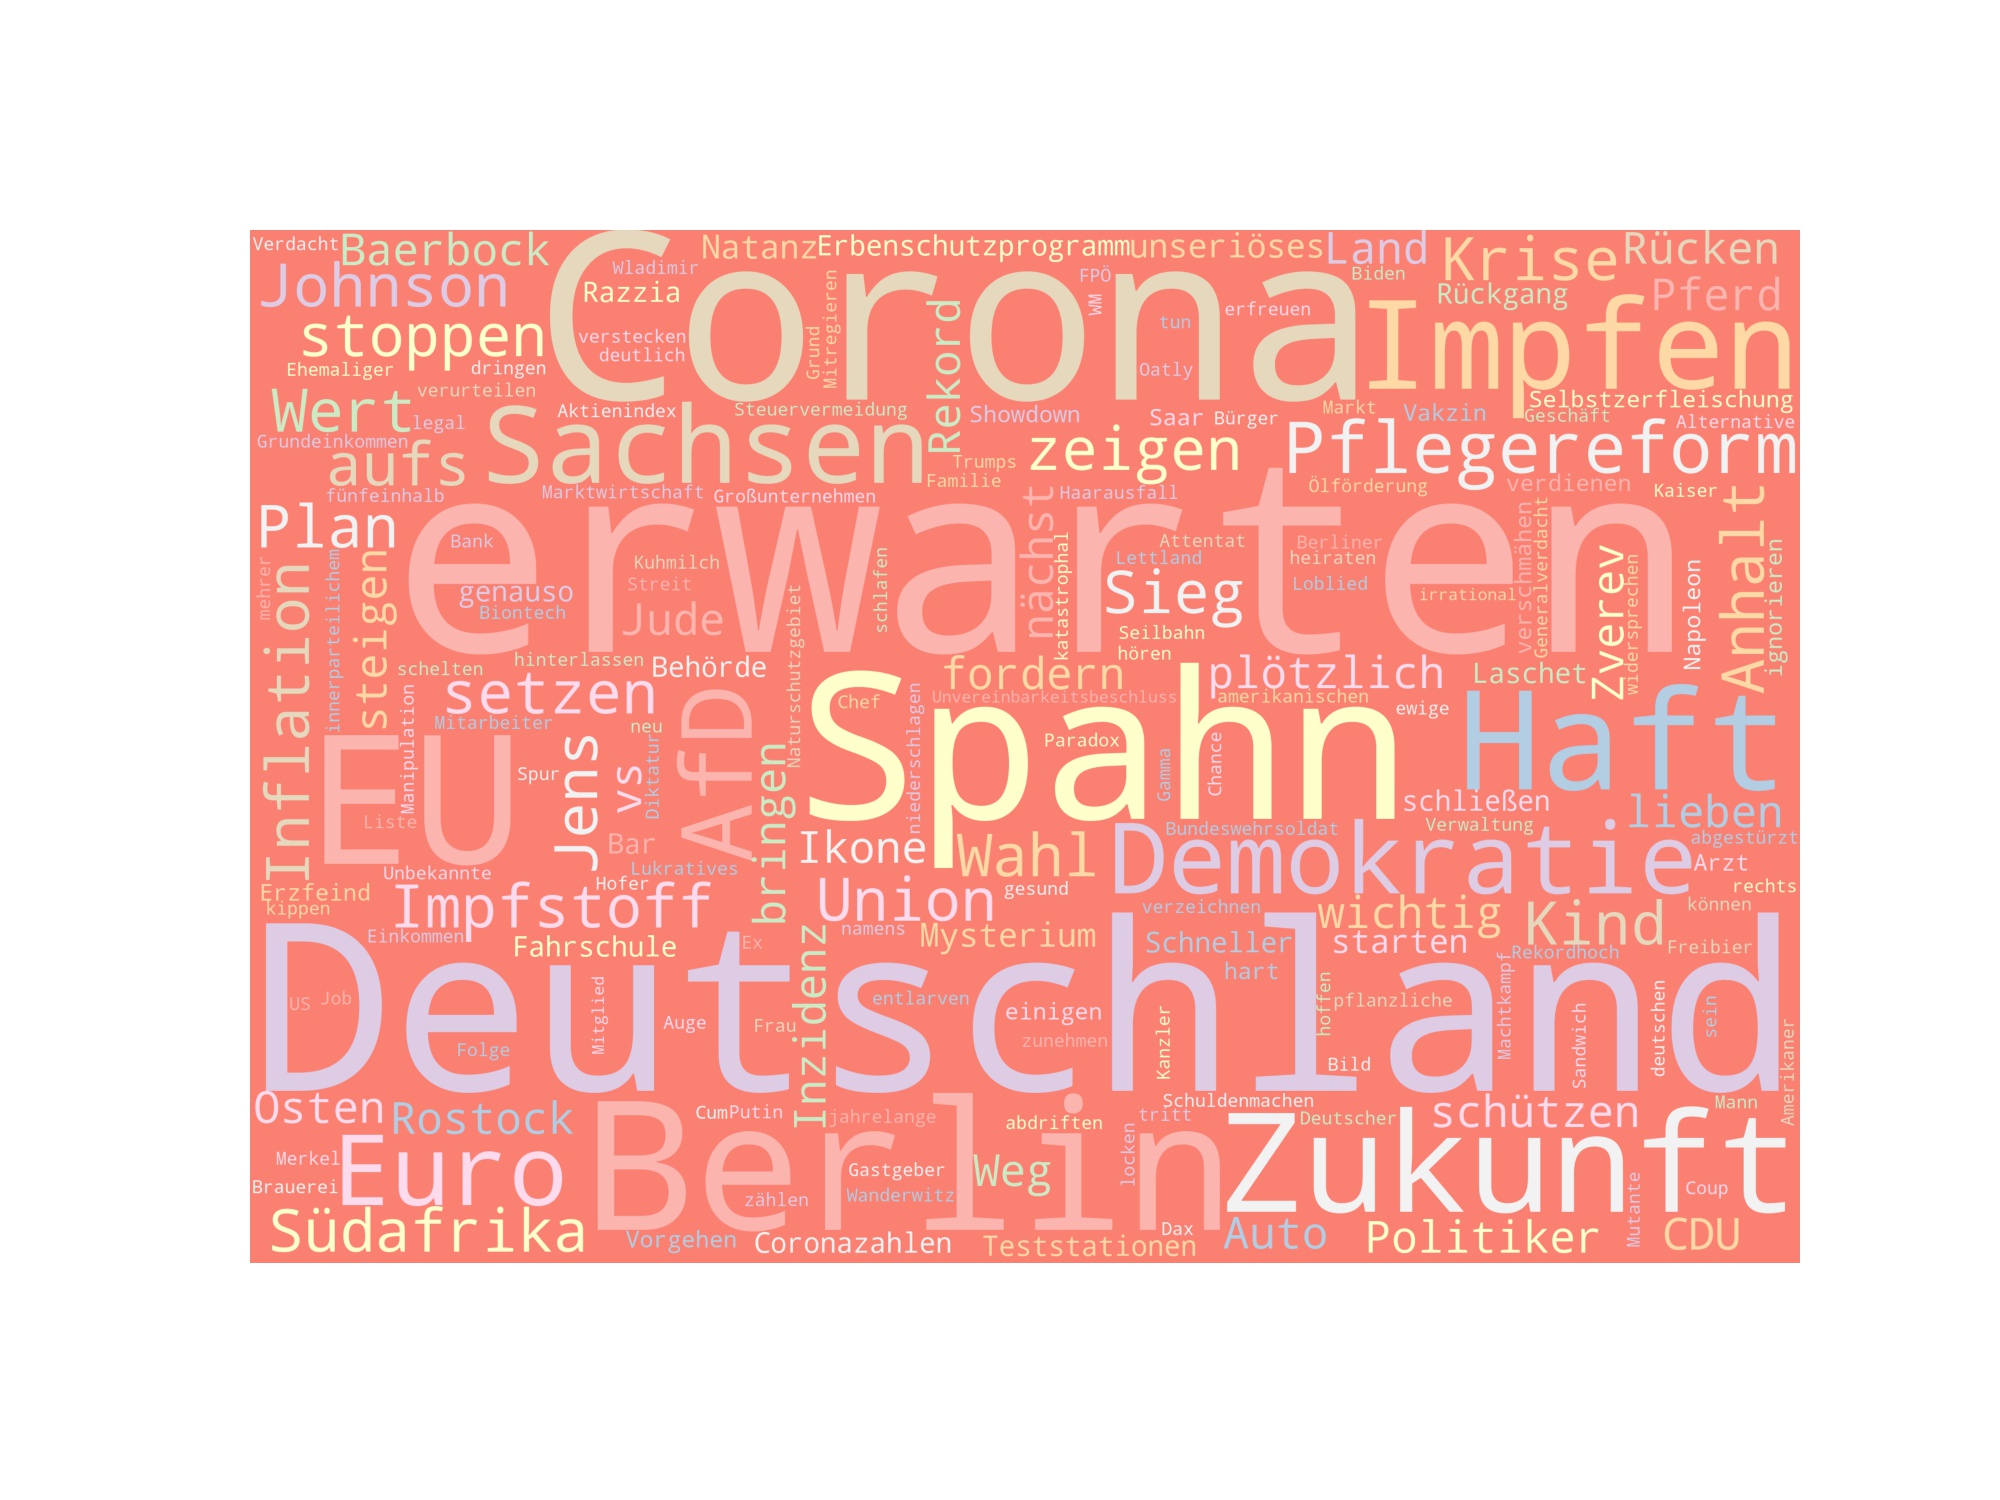 Verdacht
Baerbock
Corona
Natanz
Erbenschutzprogramm
unseriöses
Land
Krise
Rücken
Johnson
Wladimir
Razzia
FPÖ
WM
Biden
Rückgang
Pferd
Mitregieren
Grund
Rekord
erfreuen
Impfen
stoppen
verstecken
deutlich
tun
Ehemaliger
dringen
Oatly
verurteilen
Wert
legal
Aktienindex
Sachsen
Steuervermeidung
Showdown
Saar
Bürger
Markt
Vakzin
Selbstzerfleischung
Geschäft
Alternative
Grundeinkommen
aufs
zeigen
Pflegereform
Trumps
Familie
fünfeinhalb
Marktwirtschaft
Großunternehmen
erwarten
nächst
Haarausfall
Ölförderung
verdienen
Kaiser
Anhalt
Plan
Bank
Kuhmilch
Streit
schlafen
katastrophal
Attentat
Lettland
Berliner
heiraten
Loblied
irrational
verschmähen
Generalverdacht
widersprechen
Zverev
Napoleon
ignorieren
mehrer
Inflation
innerparteilichem
steigen
genauso
Biontech
Jude
Naturschutzgebiet
Sieg
Seilbahn
hören
schelten
hinterlassen
Behörde
fordern
plötzlich
Laschet
setzen
Unvereinbarkeitsbeschluss
amerikanischen
ewige
Haft
Manipulation
Mitarbeiter
neu
AfD
Chef
Spahn
niederschlagen
Paradox
Gamma
Chance
EU
Spur
Jens
vs
Diktatur
bringen
Liste
Bar
schließen
lieben
Verwaltung
Bundeswehrsoldat
abgestürzt
Unbekannte
Lukratives
Ikone
Wahl
Demokratie
Arzt
Hofer
Erzfeind
kippen
Impfstoff
Union
gesund
rechts
verzeichnen
wichtig
Kind
können
Einkommen
Fahrschule
Ex
Inzidenz
namens
Mysterium
Schneller
starten
Rekordhoch
Freibier
hart
Deutschland
US
Job
Mitglied
Auge
Frau
entlarven
einigen
hoffen
pflanzliche
Machtkampf
Sandwich
deutschen
sein
Amerikaner
Folge
zunehmen
Kanzler
Bild
Osten
Rostock
Cum
Putin
jahrelange
abdriften
tritt
Schuldenmachen
Deutscher
schützen
Mann
Merkel
Brauerei
Euro
Berlin
Gastgeber
Wanderwitz
zählen
Weg
locken
Zukunft
Mutante
Coup
Südafrika
Vorgehen
Coronazahlen
Teststationen
Dax
Auto
Politiker
CDU